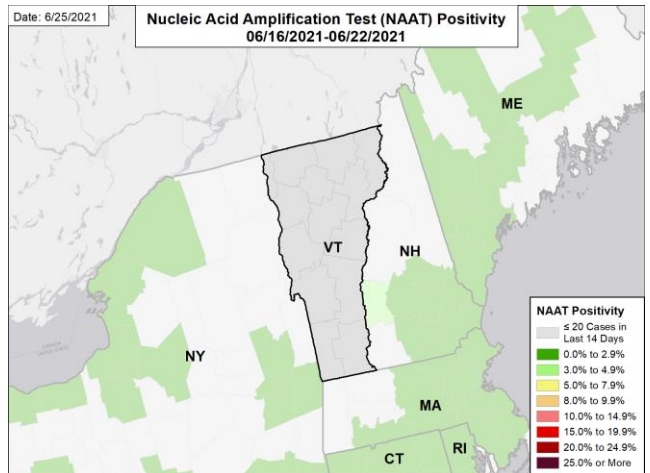 Date: 6/25/2021
Nucleic Acid Amplification Test (NAAT) Positivity
06/16/2021-06/22/2021
ME
VT
NH
NY
MA
CT
RI
NAAT Positivity
≤ 20 Cases in
Last 14 Days
0.0% to 2.9%
3.0% to 4.9%
5.0% to 7.9%
8.0% to 9.9%
10.0% to 14.9%
15.0% to 19.9%
20.0% to 24.9%
25.0% or More